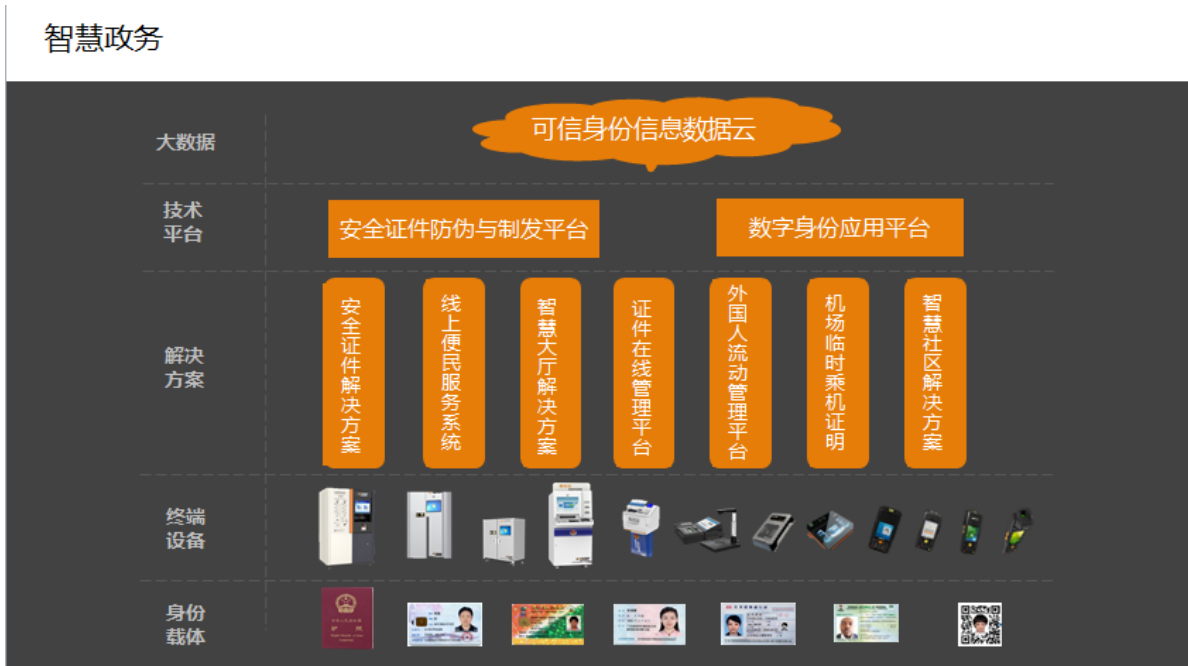 智慧政务
大数据
可信身份信息数据云
技术
平台
安全证件防伪与制发平台
数字身份应用平台
解决
方案
安全证件解决方案
线上便民服务系统
智慧大厅解决方案
证件在线管理平台
外国人流动管理平台
机场临时乘机证明
智慧社区解决方案
终端
设备
身份
载体